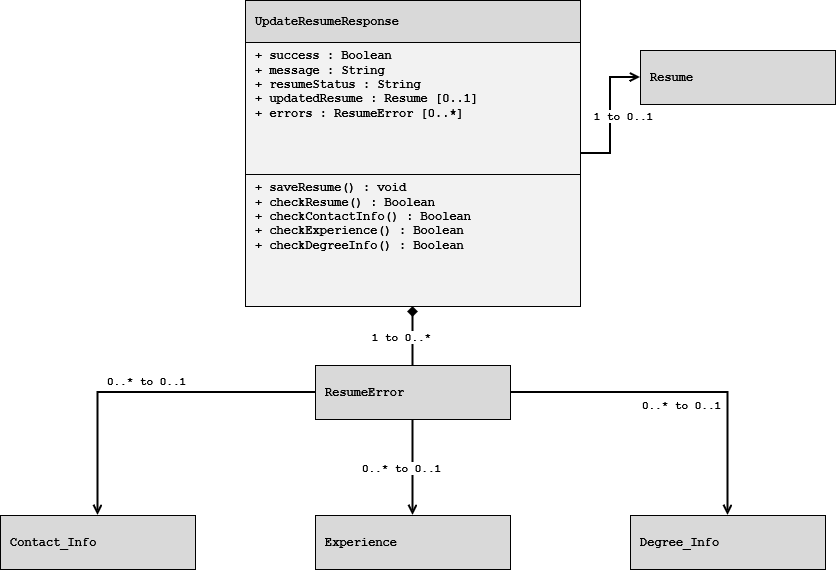 UpdateResumeResponse
+ success : Boolean
+ message : String
+ resumeStatus : String
+ updatedResume : Resume [0..1]
+ errors : ResumeError [0..*]
Resume
1 to 0..1
+ saveResume() : void
+ checkResume() : Boolean
+ checkContactInfo() : Boolean
+ checkExperience() : Boolean
+ checkDegreeInfo() : Boolean
1 to 0..*
0..* to 0..1
ResumeError
0..* to 0..1
0..* to 0..1
Contact_Info
Experience
Degree_Info